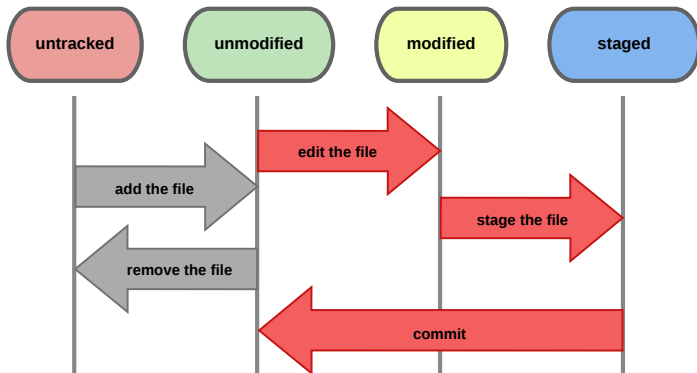 untracked
unmodified
modified
staged
edit the file
add the file
stage the file
remove the file
commit